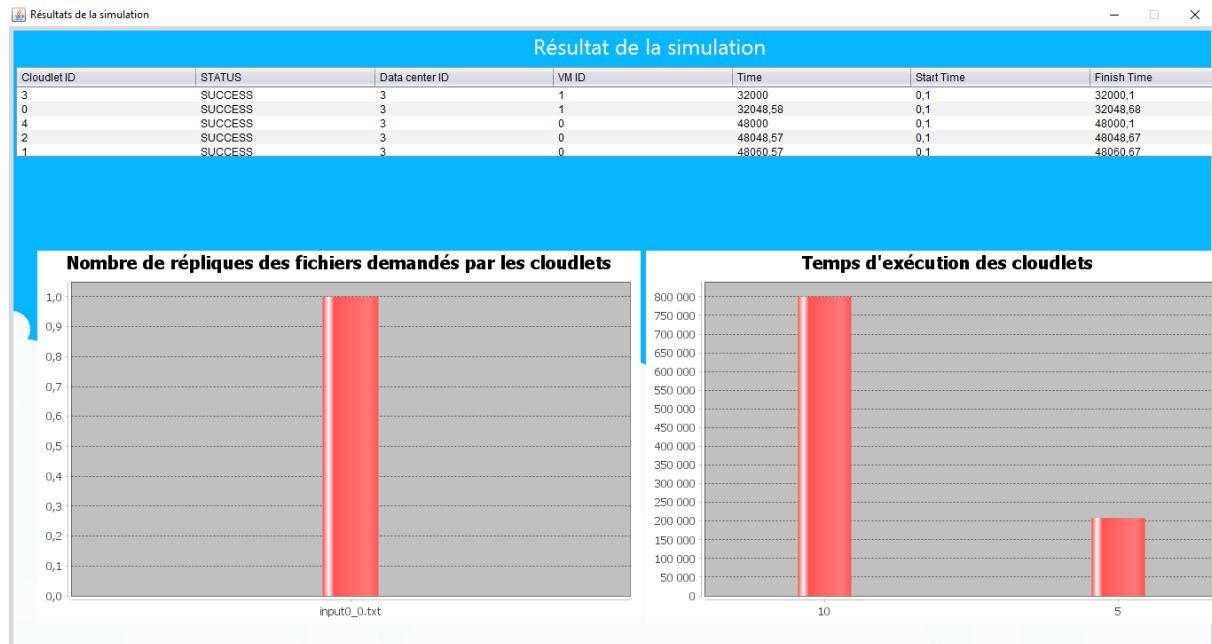 Résultats de la simulation
Résultat de la simulation
Cloudlet ID STATUS Data center ID VM ID Time Start Time Finish Time
3 SUCCESS 3 1 32000 0,1 32000,1
0 SUCCESS 3 1 32048,58 0,1 32048,68
4 SUCCESS 3 0 48000 0,1 48000,1
2 SUCCESS 3 0 48048,57 0,1 48048,67
1 SUCCESS 3 0 48060,57 0,1 48060,67
Nombre de répliques des fichiers demandés par les cloudlets
1,0
0,9
0,8
0,7
0,6
0,5
0,4
0,3
0,2
0,1
0,0
input0_0.txt
Temps d'exécution des cloudlets
800 000
750 000
700 000
650 000
600 000
550 000
500 000
450 000
400 000
350 000
300 000
250 000
200 000
150 000
100 000
50 000
0
10 5